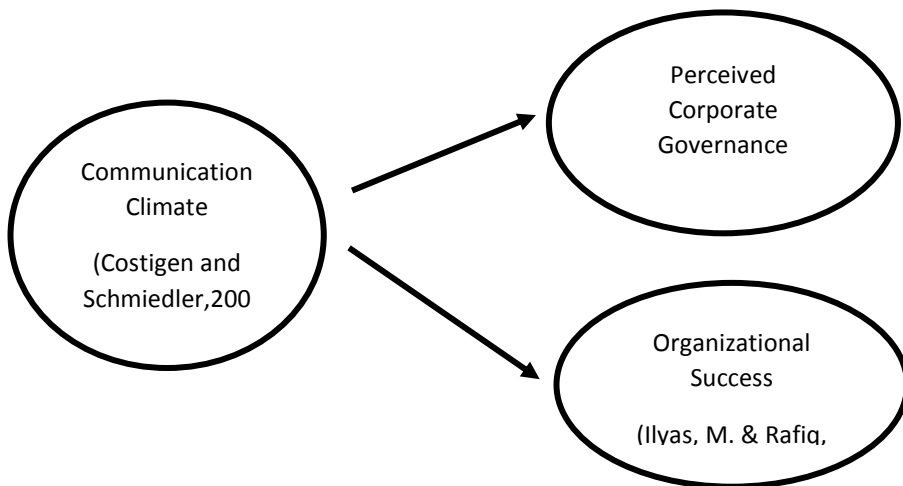 Communication
Climate
(Costigen and
Schmiedler,200
Perceived
Corporate
Governance
Organizational
Success
(Ilyas, M. & Rafiq,